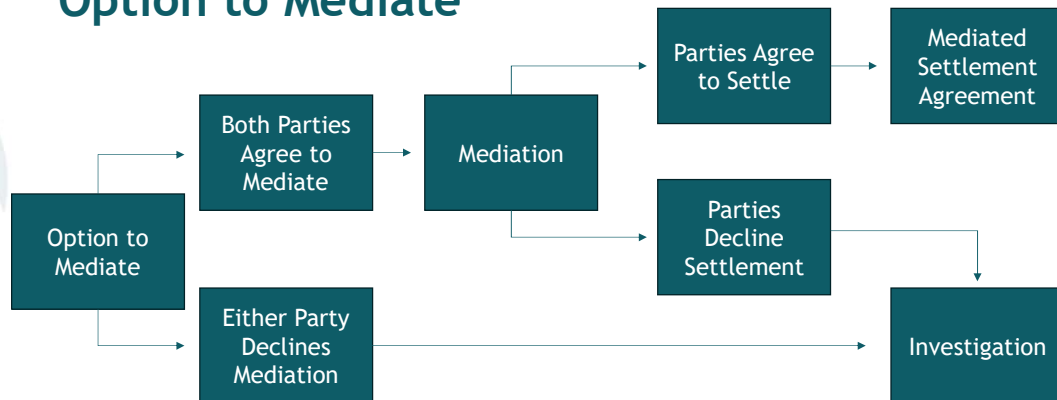 Option to Mediate
Parties Agree
to Settle
Mediated
Settlement
Agreement
Both Parties
Agree to
Mediate
Mediation
Option to
Mediate
Parties
Decline
Settlement
Either Party
Declines
Mediation
Investigation